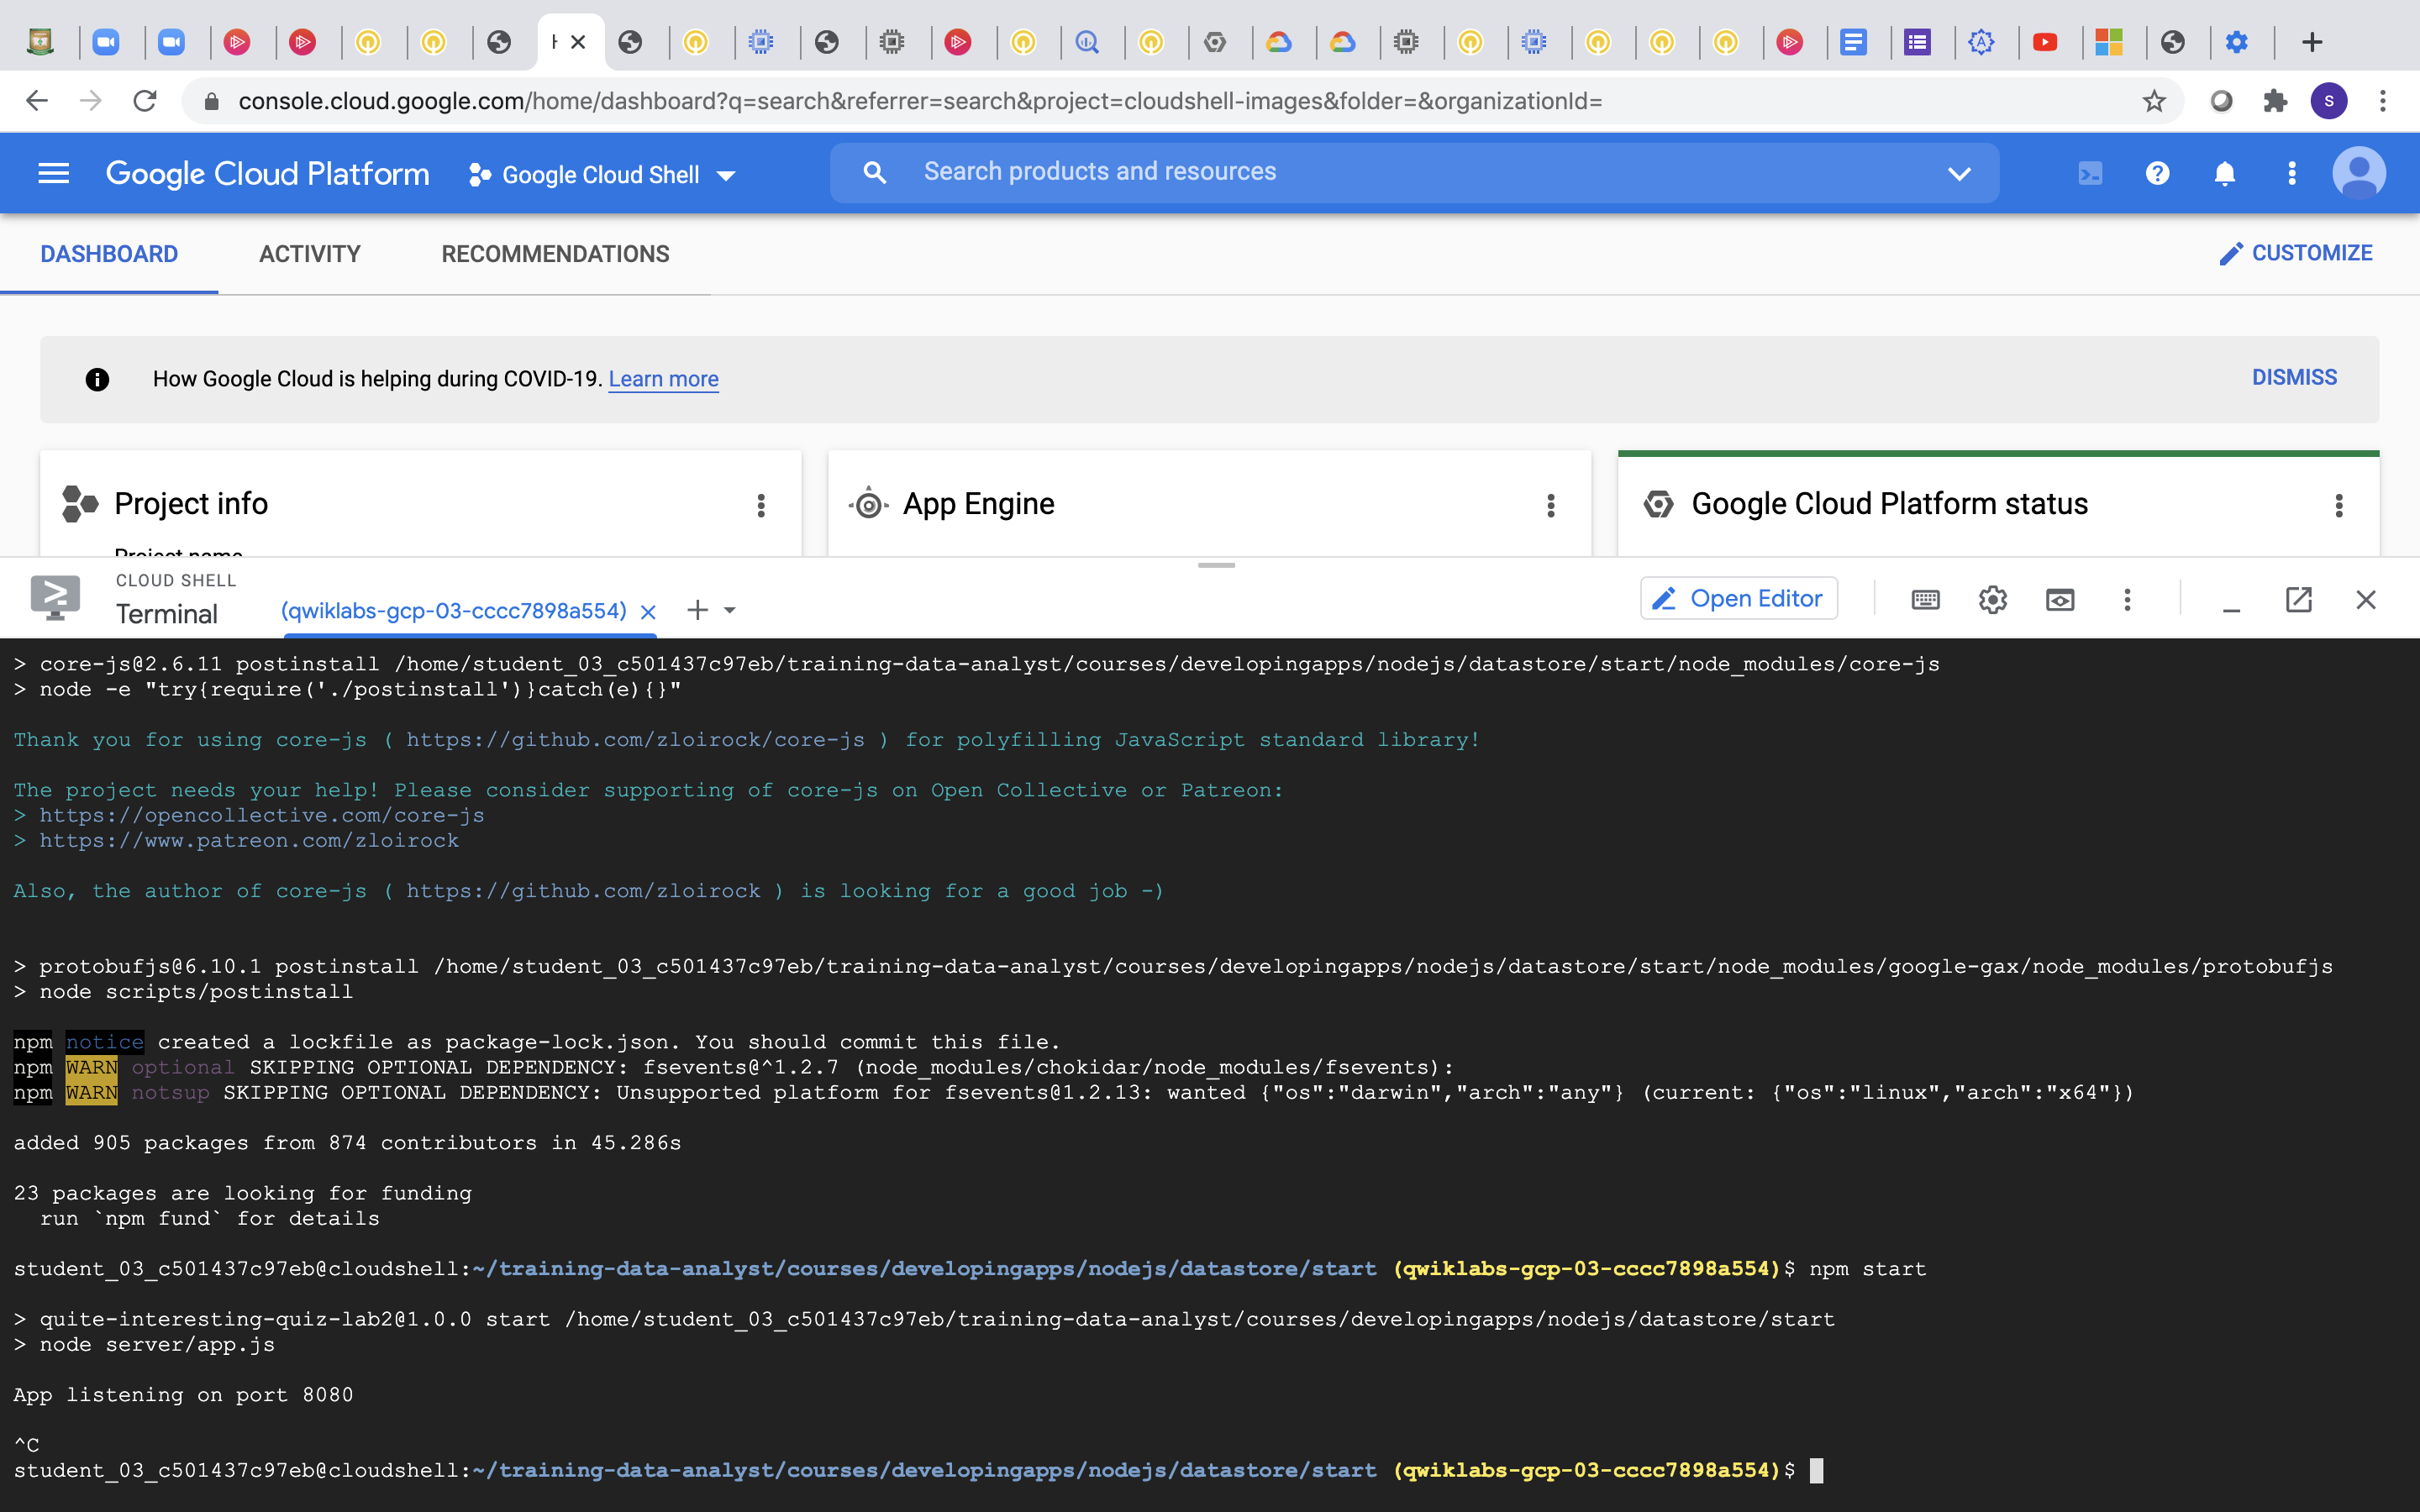 console.cloud.google.com/home/dashboard?q=search&referrer=search&project=cloudshell-images&folder=&organizationId=
S
Google Cloud Platform
Google Cloud Shell
Search products and resources
DASHBOARD
ACTIVITY
RECOMMENDATIONS
CUSTOMIZE
How Google Cloud is helping during COVID-19. Learn more
DISMISS
Project info
App Engine
Google Cloud Platform status
Project name
CLOUD SHELL
Terminal
(qwiklabs-gcp-03-cccc7898a554)
Open Editor
> core-js@2.6.11 postinstall /home/student_03_c501437c97eb/training-data-analyst/courses/developingapps/nodejs/datastore/start/node_modules/core-js
> node -e "try{require('./postinstall')}catch(e){}"
Thank you for using core-js ( https://github.com/zloirock/core-js ) for polyfilling JavaScript standard library!
The project needs your help! Please consider supporting of core-js on Open Collective or Patreon:
> https://opencollective.com/core-js
> https://www.patreon.com/zloirock
Also, the author of core-js ( https://github.com/zloirock ) is looking for a good job -)
> protobufjs@6.10.1 postinstall /home/student_03_c501437c97eb/training-data-analyst/courses/developingapps/nodejs/datastore/start/node_modules/google-gax/node_modules/protobufjs
> node scripts/postinstall
npm notice created a lockfile as package-lock.json. You should commit this file.
npm WARN optional SKIPPING OPTIONAL DEPENDENCY: fsevents@^1.2.7 (node_modules/chokidar/node_modules/fsevents):
npm WARN notsup SKIPPING OPTIONAL DEPENDENCY: Unsupported platform for fsevents@1.2.13: wanted {"os":"darwin","arch":"any"} (current: {"os":"linux","arch":"x64"})
added 905 packages from 874 contributors in 45.286s
23 packages are looking for funding
run `npm fund` for details
student_03_c501437c97eb@cloudshell:~/training-data-analyst/courses/developingapps/nodejs/datastore/start (qwiklabs-gcp-03-cccc7898a554)$ npm start
> quite-interesting-quiz-lab2@1.0.0 start /home/student_03_c501437c97eb/training-data-analyst/courses/developingapps/nodejs/datastore/start
> node server/app.js
App listening on port 8080
^C
student_03_c501437c97eb@cloudshell:~/training-data-analyst/courses/developingapps/nodejs/datastore/start (qwiklabs-gcp-03-cccc7898a554)$